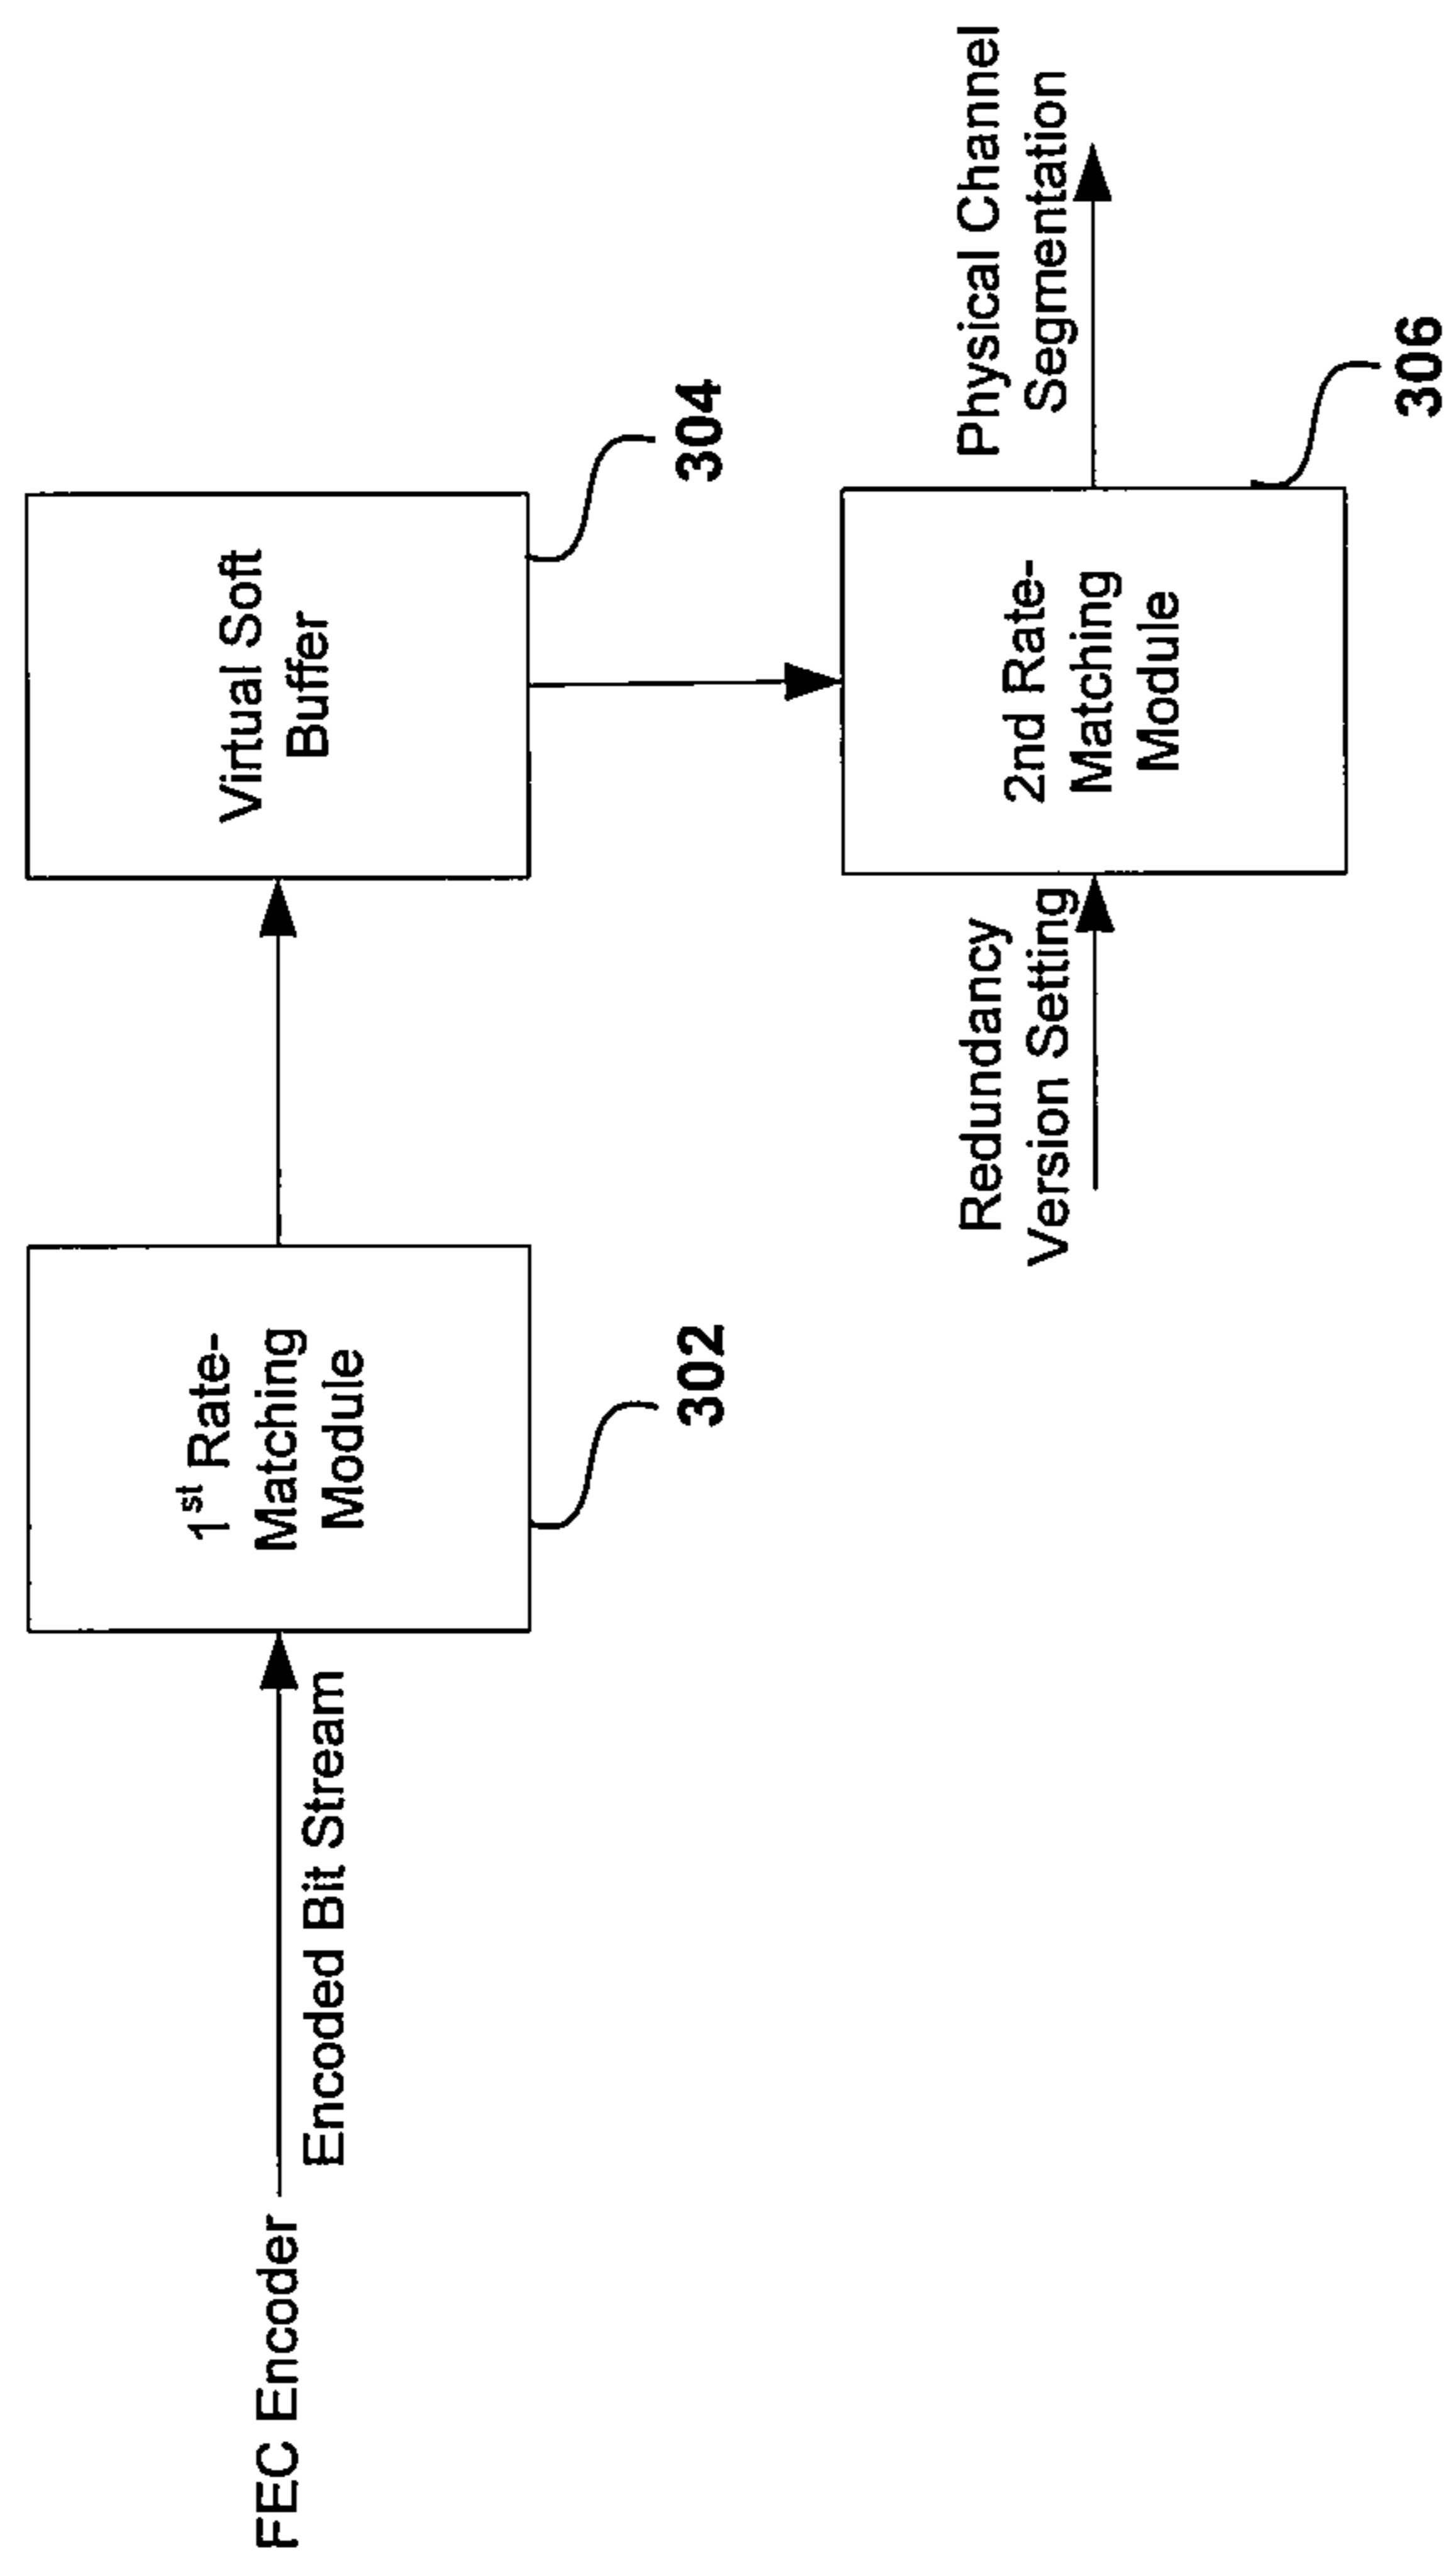 FEC Encoder
Encoded Bit Stream
1st Rate-
Matching
Module
302
Virtual Soft
Buffer
304
Redundancy
Version Setting
2nd Rate-
Matching
Module
306
Physical Channel
Segmentation